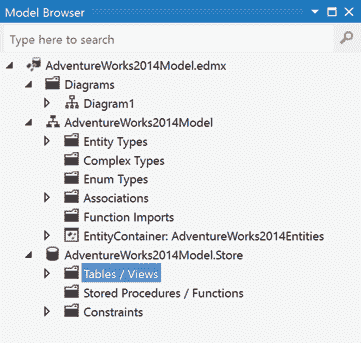 Model Browser
Type here to search
AdventureWorks2014Model.edmx
Diagrams
Diagram1
AdventureWorks2014Model
Entity Types
Complex Types
Enum Types
Associations
Function Imports
EntityContainer: AdventureWorks2014Entities
AdventureWorks2014Model.Store
Tables / Views
Stored Procedures / Functions
Constraints